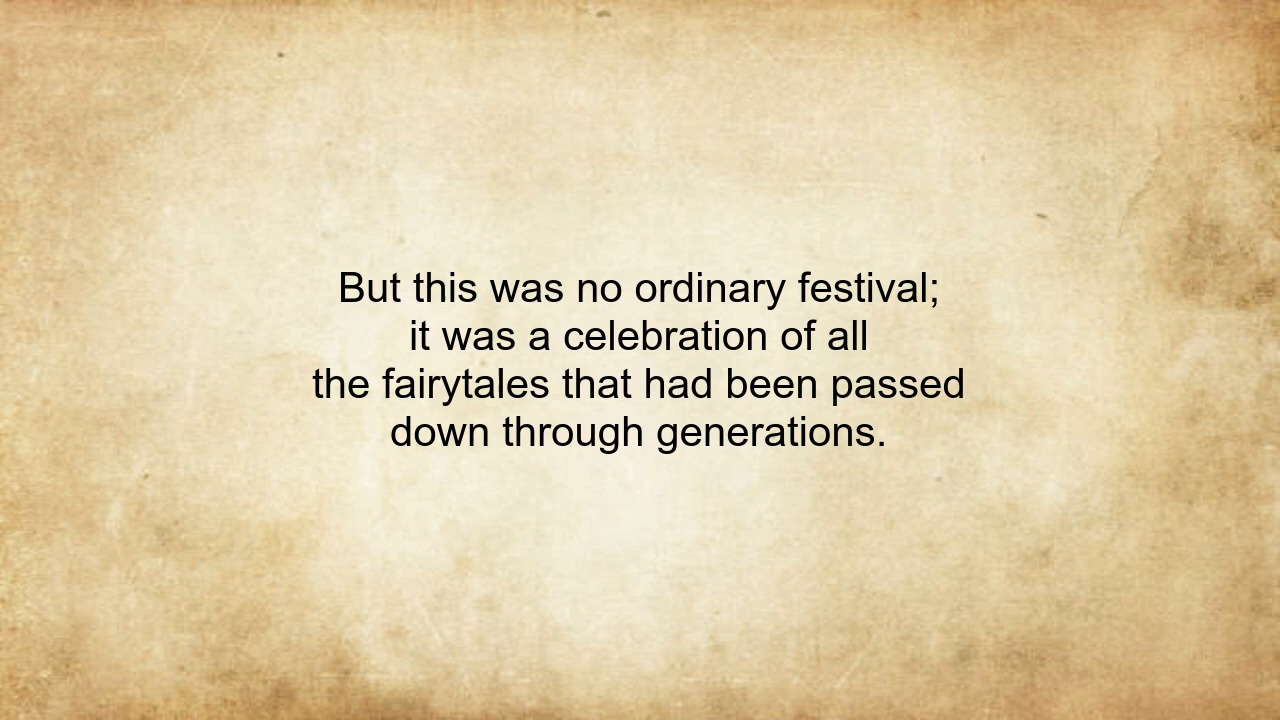 But this was no ordinary festival;
it was a celebration of all
the fairytales that had been passed
down through generations.